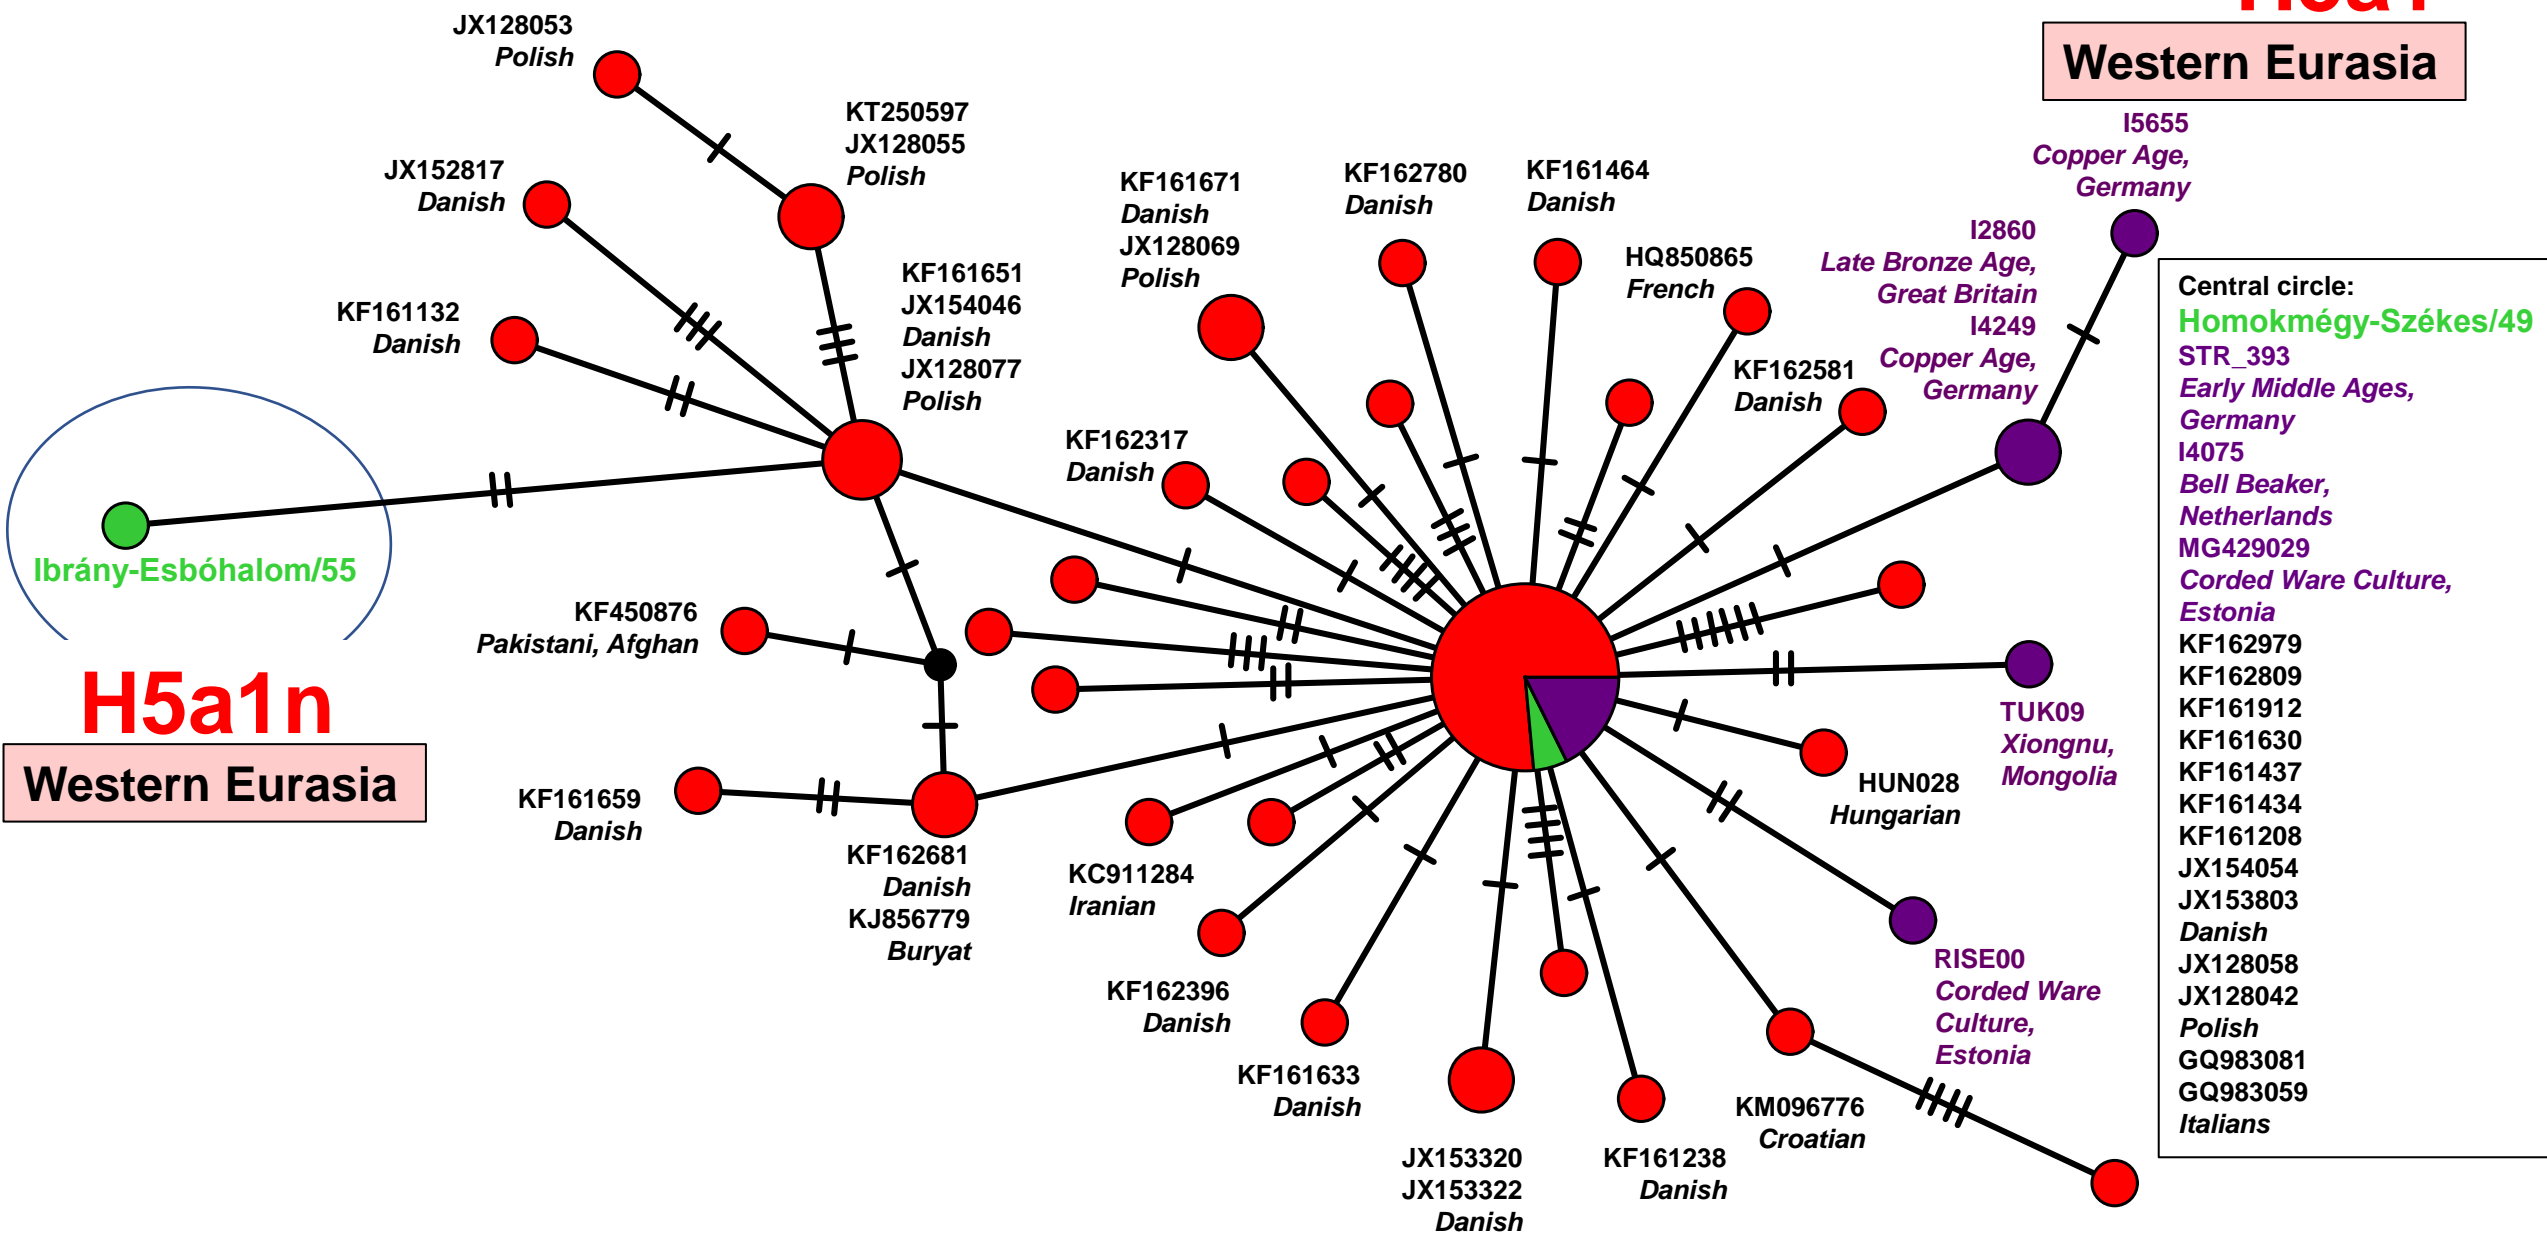 JX128053
Polish
KT250597
JX128055
Polish
JX152817
Danish
KF161651
JX154046
Danish
JX128077
Polish
KF161132
Danish
Ibrány-Esbóhalom/55
H5a1n
Western Eurasia
KF450876
Pakistani, Afghan
KF161659
Danish
KF162681
Danish
KJ856779
Buryat
KF161671
Danish
JX128069
Polish
KF162780
Danish
KF161464
Danish
HQ850865
French
KF162581
Danish
KF162317
Danish
Western Eurasia
I5655
Copper Age,
Germany
I2860
Late Bronze Age,
Great Britain
I4249
Copper Age,
Germany
TUK09
Xiongnu,
Mongolia
HUN028
Hungarian
RISE00
Corded Ware
Culture,
Estonia
KC911284
Iranian
KF162396
Danish
KF161633
Danish
JX153320
JX153322
Danish
KF161238
Danish
KM096776
Croatian
Central circle:
Homokmégy-Székes/49
STR_393
Early Middle Ages,
Germany
I4075
Bell Beaker,
Netherlands
MG429029
Corded Ware Culture,
Estonia
KF162979
KF162809
KF161912
KF161630
KF161437
KF161434
KF161208
JX154054
JX153803
Danish
JX128058
JX128042
Polish
GQ983081
GQ983059
Italians